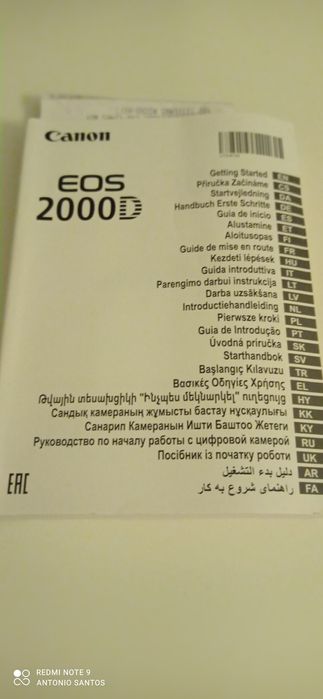 Canon
EOS
2000D
Getting Started EN
Příručka Začínáme CS
Startvejledning DA
Handbuch Erste Schritte DE
Guía de inicio ES
Alustamine ET
Aloitusopas FI
Guide de mise en route FR
Kezdeti lépések HU
Guida introduttiva IT
Parengimo darbui instrukcija LT
Darba uzsākšana LV
Introductiehandleiding NL
Pierwsze kroki PL
Guia de Introdução PT
Úvodná príručka SK
Starthandbok SV
Başlangıç Kılavuzu TR
Βασικές Οδηγίες Χρήσης EL
Թվային տեսախցիկի "Ինչպես մեկնարկել" ուղեցույց HY
Сандық камераның жұмысты бастау нұсқаулығы KK
Санарип Камеранын Ишти Баштоо Жетеги KY
Руководство по началу работы с цифровой камерой RU
Посібник із початку роботи UK
دليل بدء التشغيل AR
راهنمای شروع به کار FA
EAC
REDMI NOTE 9
ANTONIO SANTOS